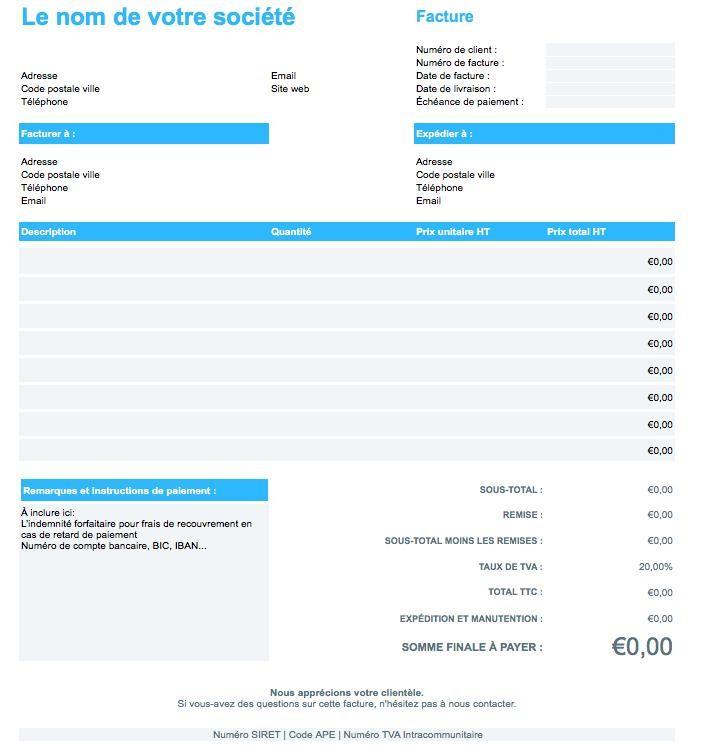 Le nom de votre société
Facture
Numéro de client :
Numéro de facture :
Adresse Email Date de facture :
Code postale ville Site web Date de livraison :
Téléphone Échéance de paiement :
Facturer à : Expédier à :
Adresse Adresse
Code postale ville Code postale ville
Téléphone Téléphone
Email Email
Description Quantité Prix unitaire HT Prix total HT
€0,00
€0,00
€0,00
€0,00
€0,00
€0,00
€0,00
€0,00
Remarques et instructions de paiement :
À inclure ici:
L'indemnité forfaitaire pour frais de recouvrement en
cas de retard de paiement
Numéro de compte bancaire, BIC, IBAN...
SOUS-TOTAL : €0,00
REMISE : €0,00
SOUS-TOTAL MOINS LES REMISES : €0,00
TAUX DE TVA : 20,00%
TOTAL TTC : €0,00
EXPÉDITION ET MANUTENTION : €0,00
SOMME FINALE À PAYER : €0,00
Nous apprécions votre clientèle.
Si vous-avez des questions sur cette facture, n'hésitez pas à nous contacter.
Numéro SIRET | Code APE | Numéro TVA Intracommunitaire